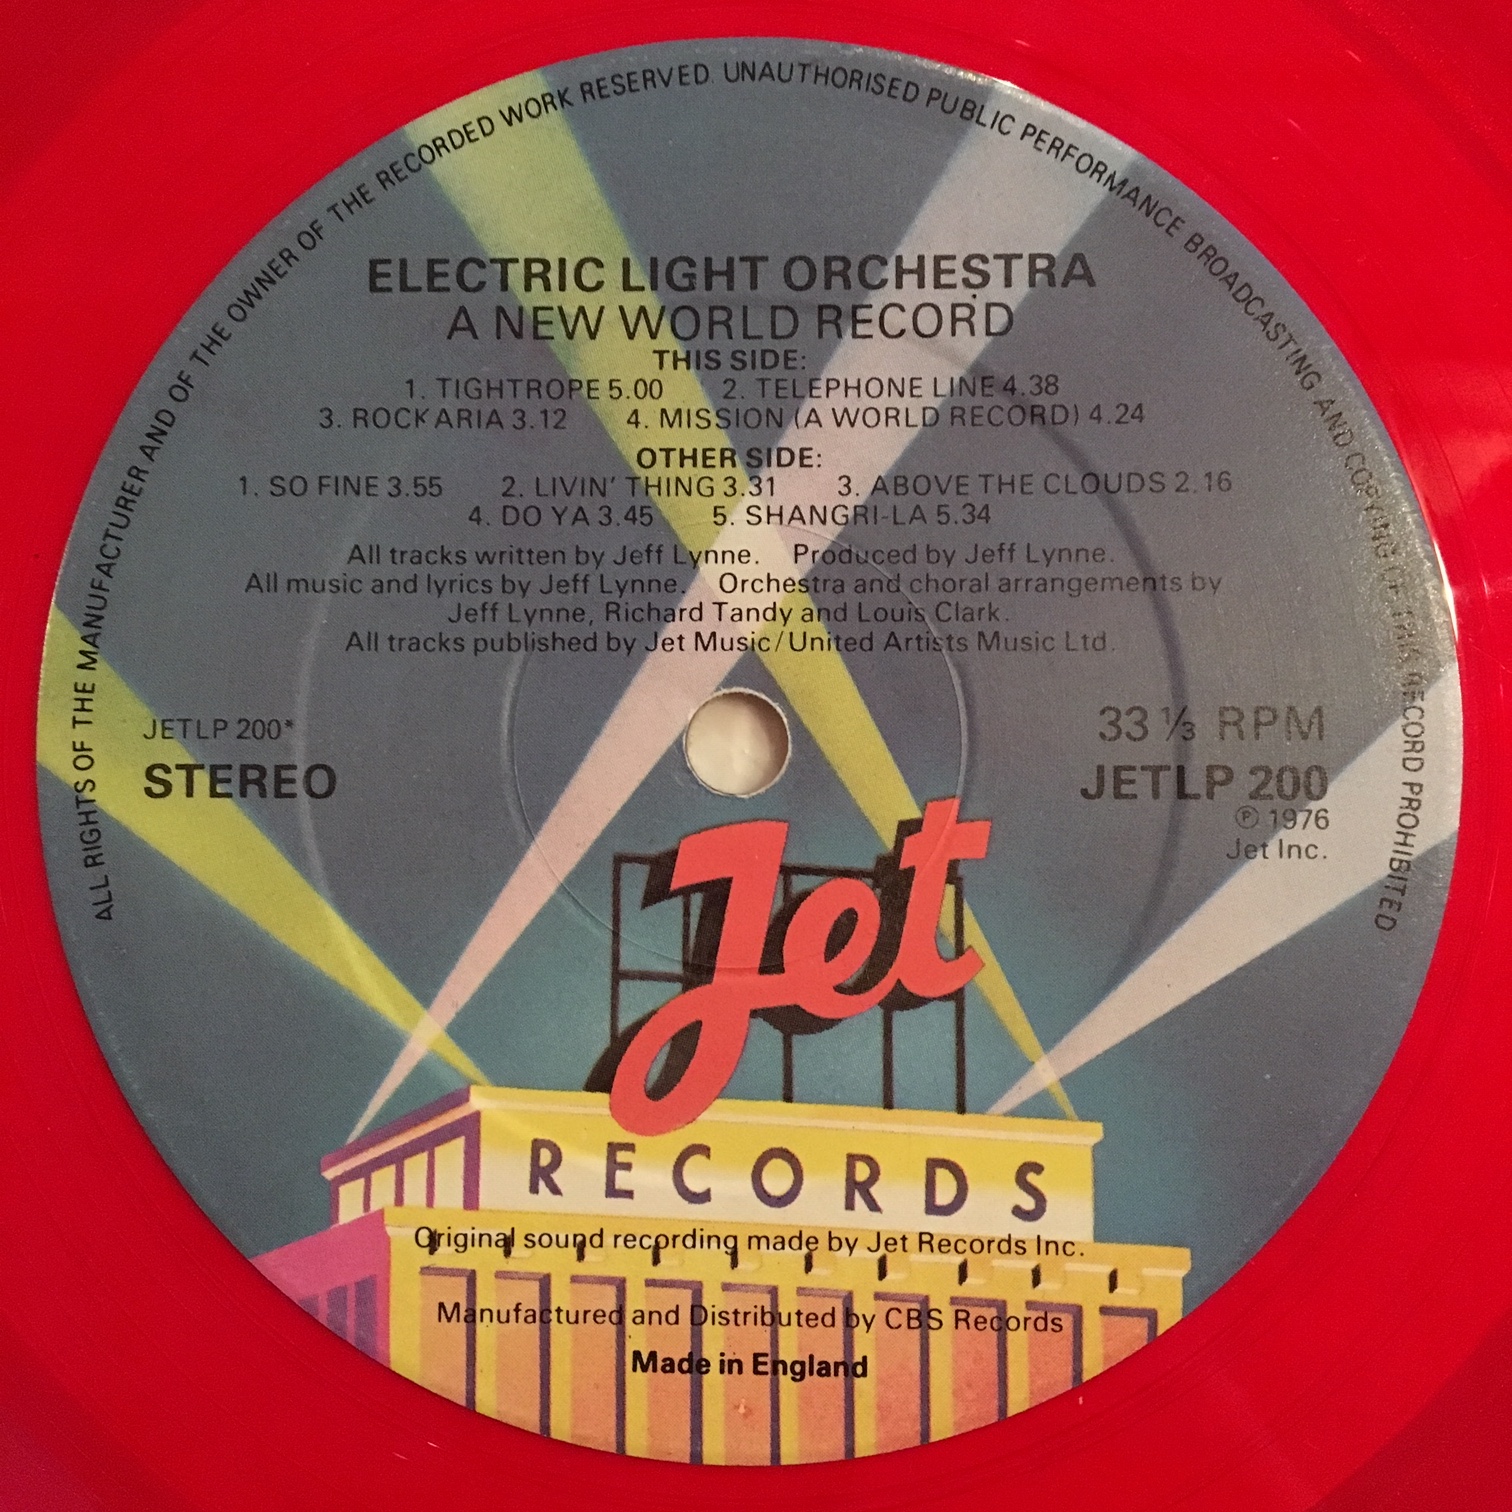 ALL RIGHTS OF THE MANUFACTURER AND OF THE OWNER OF THE RECORDED WORK RESERVED. UNAUTHORISED PUBLIC PERFORMANCE BROADCASTING AND COPYING OF THIS RECORD PROHIBITED
ELECTRIC LIGHT ORCHESTRA
A NEW WORLD RECORD
THIS SIDE:
1. TIGHTROPE 5.00 2. TELEPHONE LINE 4.38
3. ROCKARIA 3.12 4. MISSION (A WORLD RECORD) 4.24
OTHER SIDE:
1. SO FINE 3.55 2. LIVIN' THING 3.31 3. ABOVE THE CLOUDS 2.16
4. DO YA 3.45 5. SHANGRI-LA 5.34
All tracks written by Jeff Lynne. Produced by Jeff Lynne.
All music and lyrics by Jeff Lynne. Orchestra and choral arrangements by
Jeff Lynne, Richard Tandy and Louis Clark.
All tracks published by Jet Music/United Artists Music Ltd.
JETLP 200*
STEREO
33 ⅓ RPM
JETLP 200
℗ 1976
Jet Inc.
Jet
RECORDS
Original sound recording made by Jet Records Inc.
Manufactured and Distributed by CBS Records
Made in England